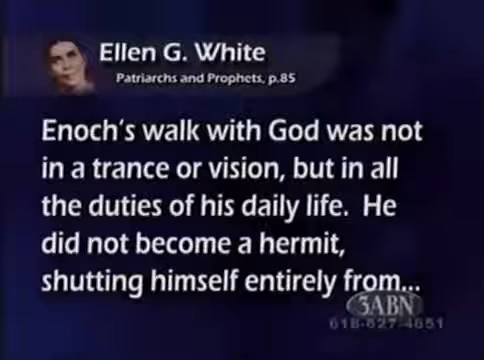 Ellen G. White
Patriarchs and Prophets, p.85
Enoch's walk with God was not
in a trance or vision, but in all
the duties of his daily life.  He
did not become a hermit,
shutting himself entirely from...
3ABN
618-627-4651